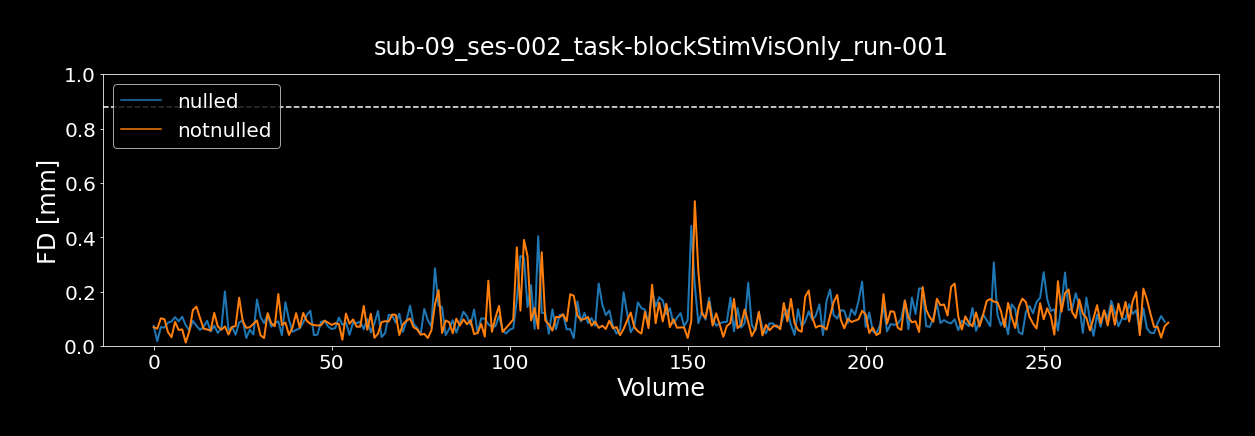 sub-09_ses-002_task-blockStimVisOnly_run-001
1.0
0.8
0.6
0.4
0.2
0.0
FD [mm]
nulled
notnulled
0 50 100 150 200 250
Volume